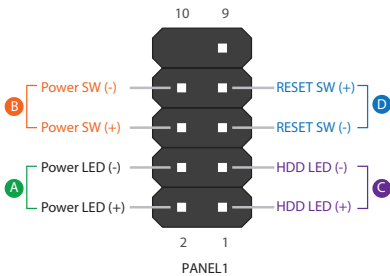 10 9
Power SW (-) RESET SW (+)
B D
Power SW (+) RESET SW (-)
Power LED (-) HDD LED (-)
A C
Power LED (+) HDD LED (+)
2 1
PANEL1